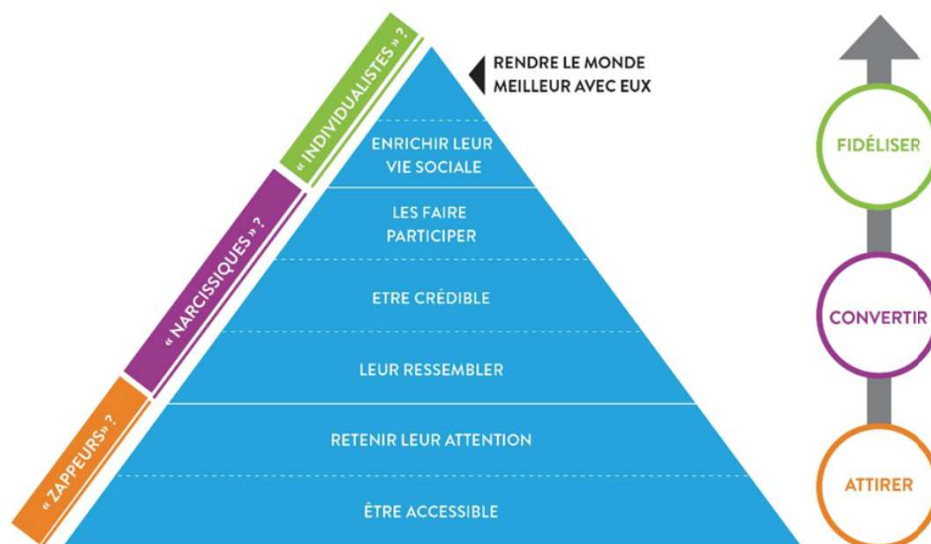 « INDIVIDUALISTES » ?
« NARCISSIQUES » ?
« ZAPPEURS» ?
RENDRE LE MONDE
MEILLEUR AVEC EUX
ENRICHIR LEUR
VIE SOCIALE
LES FAIRE
PARTICIPER
ETRE CRÉDIBLE
LEUR RESSEMBLER
RETENIR LEUR ATTENTION
ÊTRE ACCESSIBLE
FIDÉLISER
CONVERTIR
ATTIRER